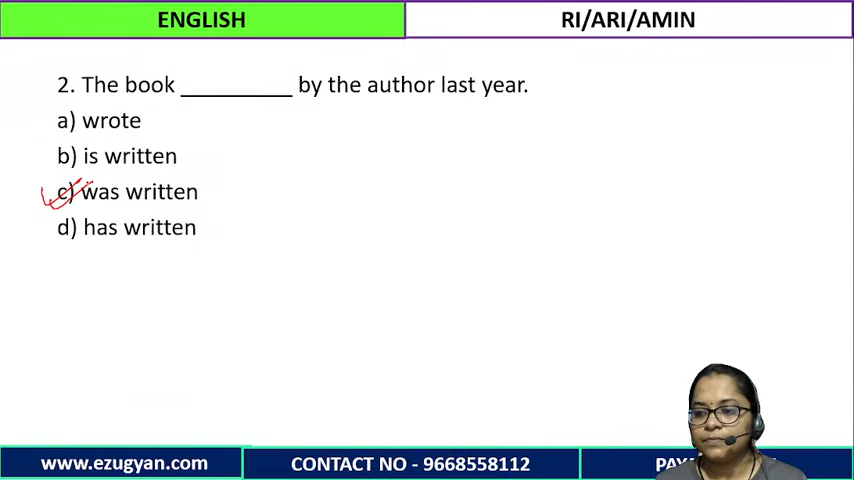 ENGLISH
RI/ARI/AMIN
2. The book _________ by the author last year.
a) wrote
b) is written
c) was written
d) has written
www.ezugyan.com
CONTACT NO - 9668558112